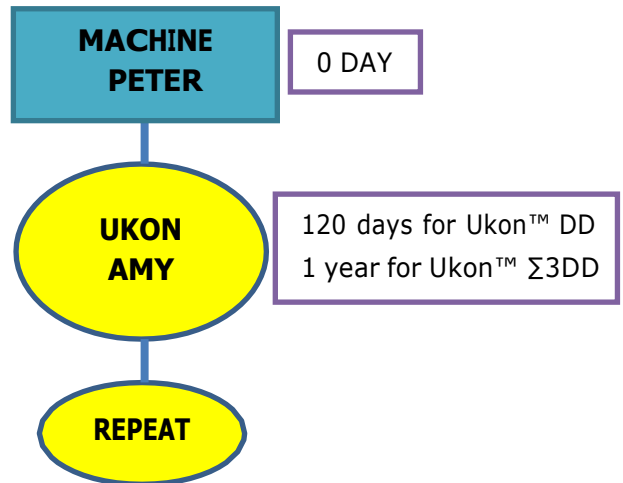 MACHINE
PETER
0 DAY
UKON
AMY
120 days for Ukon™ DD
1 year for Ukon™ ∑3DD
REPEAT